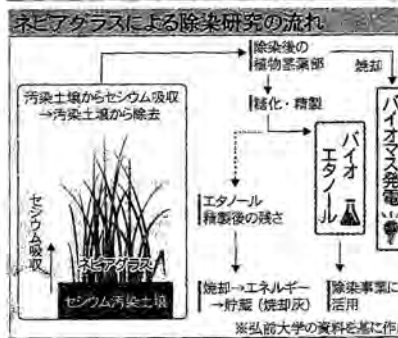 ネピアグラスによる除染研究の流れ
汚染土壌からセシウム吸収
→汚染土壌から除去
セシウム吸収
ネピアグラス
セシウム汚染土壌
除染後の
植物茎葉部
焼却
糖化・精製
バイオ
エタノール
バイオマス発電
エタノール
精製後の残さ
焼却→エネルギー
→貯蔵(焼却灰)
除染事業に
活用
※弘前大学の資料を基に作